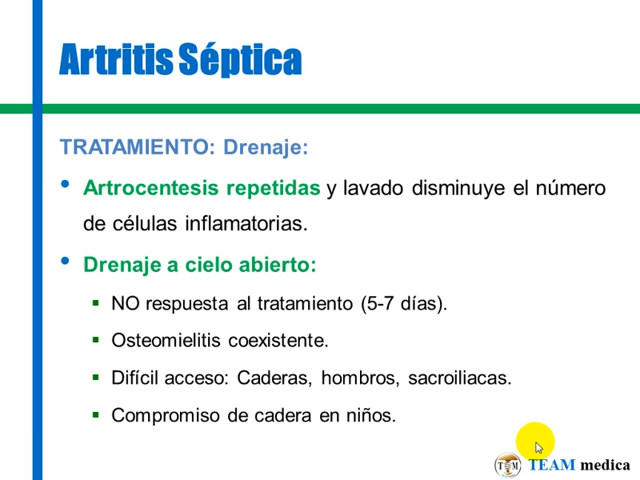 Artritis Séptica
TRATAMIENTO: Drenaje:
• Artrocentesis repetidas y lavado disminuye el número
de células inflamatorias.
• Drenaje a cielo abierto:
▪ NO respuesta al tratamiento (5-7 días).
▪ Osteomielitis coexistente.
▪ Difícil acceso: Caderas, hombros, sacroiliacas.
▪ Compromiso de cadera en niños.
TM TEAM medica